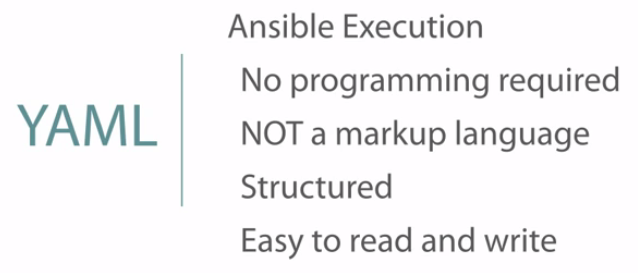 YAML
Ansible Execution
No programming required
NOT a markup language
Structured
Easy to read and write